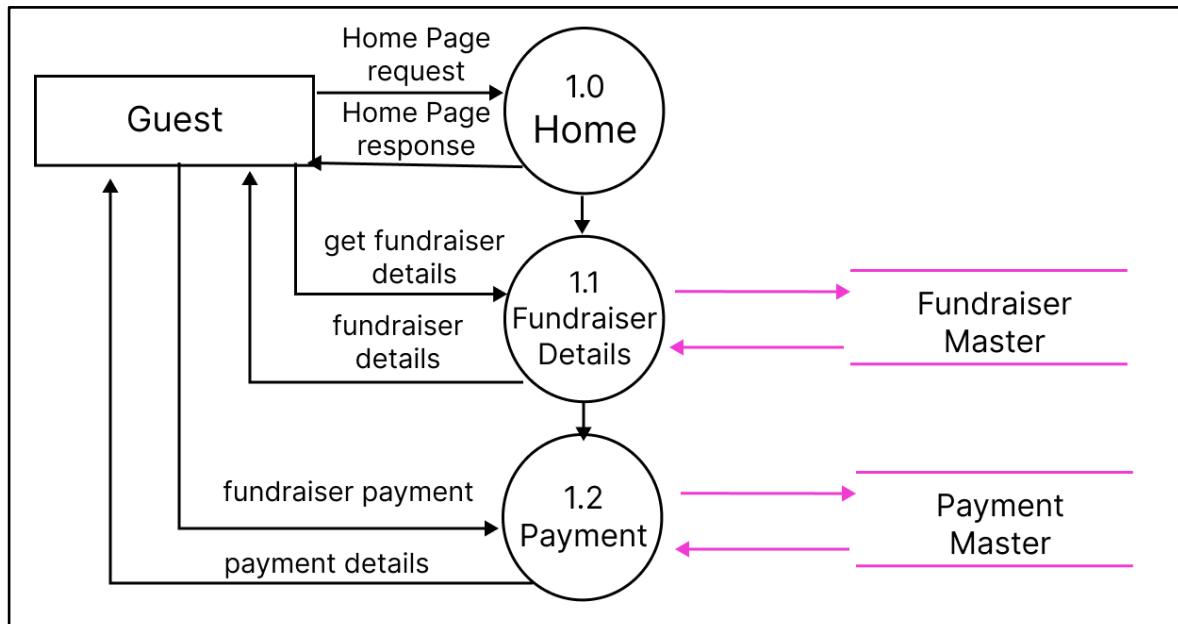 Home Page
request
Guest
Home Page
response
1.0
Home
get fundraiser
details
1.1
Fundraiser
Details
fundraiser
details
Fundraiser
Master
fundraiser payment
1.2
Payment
payment details
Payment
Master